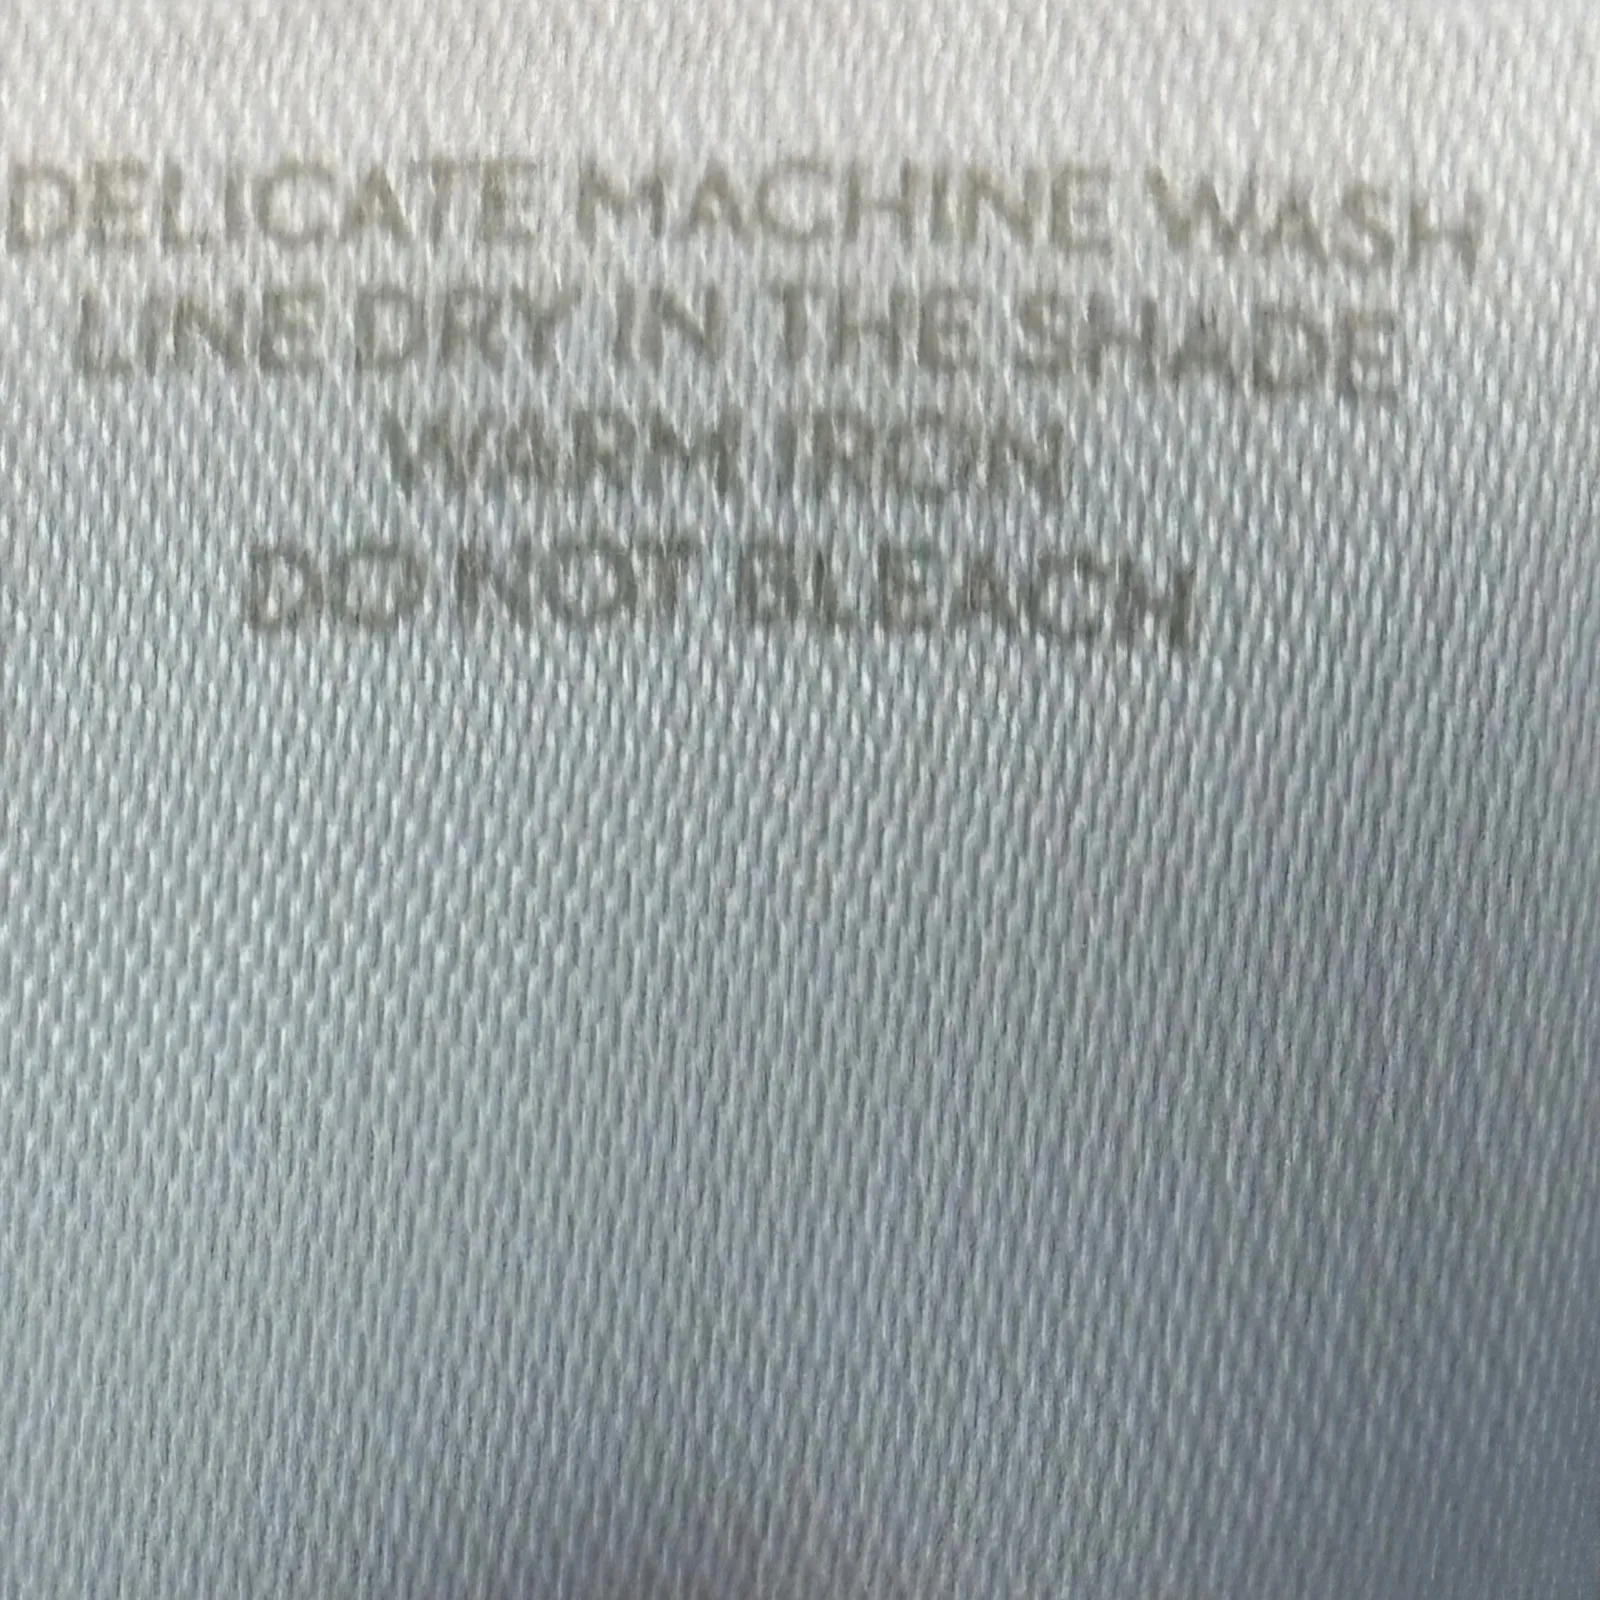 DELICATE MACHINE WASH
LINE DRY IN THE SHADE
WARM IRON
DO NOT BLEACH